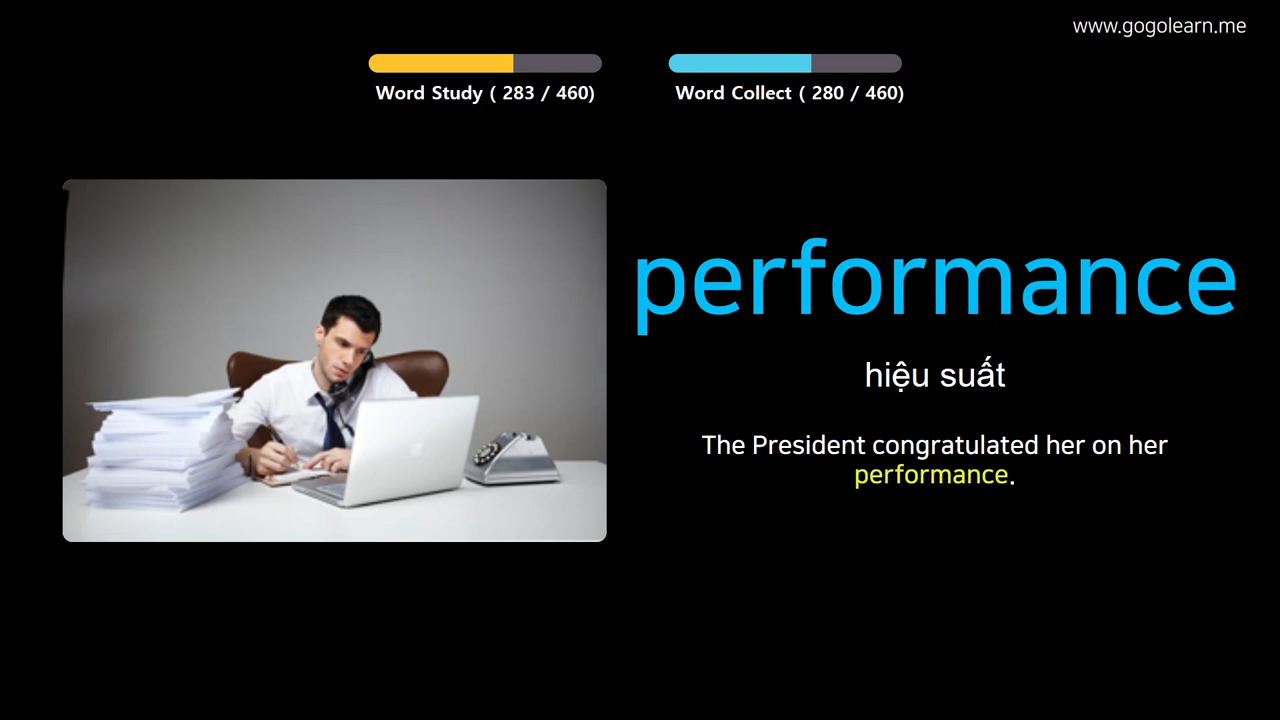 www.gogolearn.me
Word Study ( 283 / 460)
Word Collect ( 280 / 460)
performance
hiệu suất
The President congratulated her on her
performance.